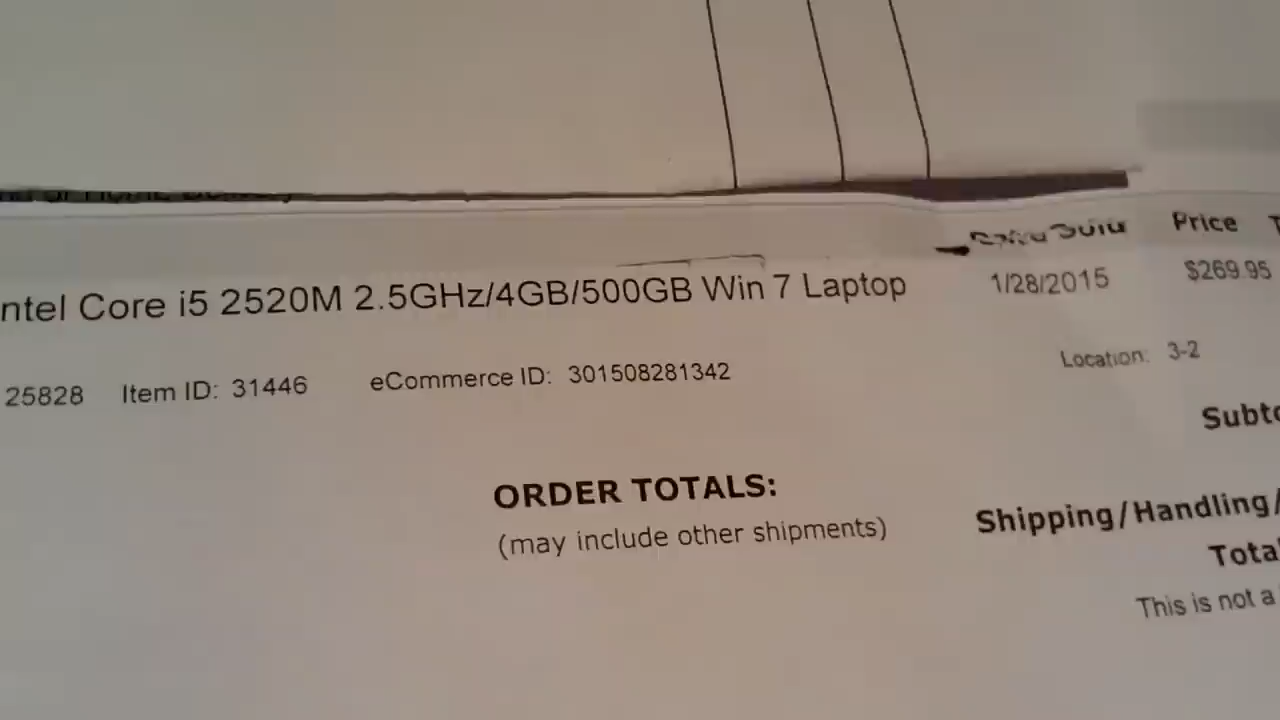 Price
ntel Core i5 2520M 2.5GHz/4GB/500GB Win 7 Laptop 1/28/2015 $269.95
25828 Item ID: 31446 eCommerce ID: 301508281342 Location: 3-2
Subto
ORDER TOTALS:
(may include other shipments)
Shipping/Handling/
Tota
This is not a